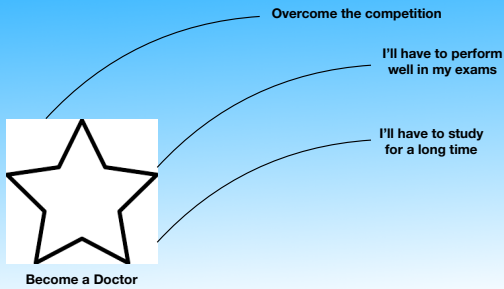 Overcome the competition
I'll have to perform
well in my exams
I'll have to study
for a long time
Become a Doctor